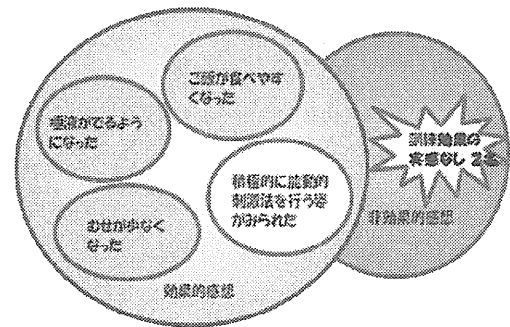 ご飯が食べやす
くなった
唾液がでるよう
になった
積極的に能動的
刺激法を行う姿
がみられた
むせが少なく
なった
効果的感想
訓練効果の
実感なし 2名
非効果的感想